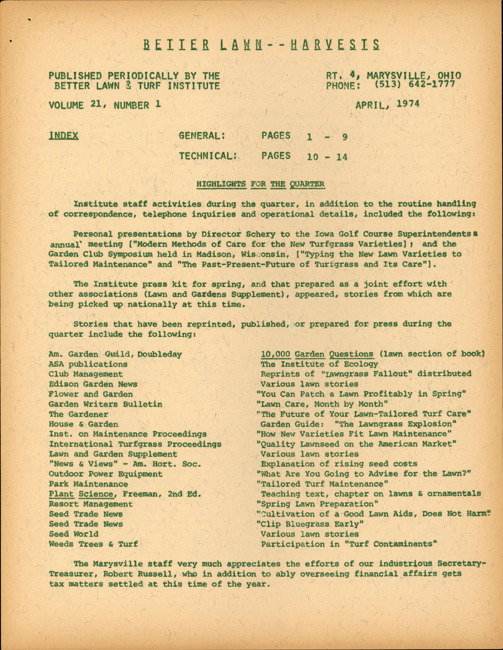 BETTER LAWN--HARVESTS
PUBLISHED PERIODICALLY BY THE
BETTER LAWN & TURF INSTITUTE
RT. 4, MARYSVILLE, OHIO
PHONE: (513) 642-1777
VOLUME 21, NUMBER 1
APRIL, 1974
INDEX GENERAL: PAGES 1 - 9
TECHNICAL: PAGES 10 - 14
HIGHLIGHTS FOR THE QUARTER
Institute staff activities during the quarter, in addition to the routine handling
of correspondence, telephone inquiries and operational details, included the following:
Personal presentations by Director Schery to the Iowa Golf Course Superintendents
annual meeting ["Modern Methods of Care for the New Turfgrass Varieties]; and the
Garden Club Symposium held in Madison, Wisconsin, ["Typing the New Lawn Varieties to
Tailored Maintenance" and "The Past-Present-Future of Turfgrass and Its Care"].
The Institute press kit for spring, and that prepared as a joint effort with
other associations (Lawn and Gardens Supplement), appeared, stories from which are
being picked up nationally at this time.
Stories that have been reprinted, published, or prepared for press during the
quarter include the following:
Am. Garden Guild, Doubleday 10,000 Garden Questions (lawn section of book)
ASA publications The Institute of Ecology
Club Management Reprints of "Lawngrass Fallout" distributed
Edison Garden News Various lawn stories
Flower and Garden "You Can Patch a Lawn Profitably in Spring"
Garden Writers Bulletin "Lawn Care, Month by Month"
The Gardener "The Future of Your Lawn-Tailored Turf Care"
House & Garden Garden Guide: "The Lawngrass Explosion"
Inst. on Maintenance Proceedings "How New Varieties Fit Lawn Maintenance"
International Turfgrass Proceedings "Quality Lawnseed on the American Market"
Lawn and Garden Supplement Various lawn stories
"News & Views" - Am. Hort. Soc. Explanation of rising seed costs
Outdoor Power Equipment "What Are You Going to Advise for the Lawn?"
Park Maintenance "Tailored Turf Maintenance"
Plant Science, Freeman, 2nd Ed. Teaching text, chapter on lawns & ornamentals
Resort Management "Spring Lawn Preparation"
Seed Trade News "Cultivation of a Good Lawn Aids, Does Not Harm"
Seed Trade News "Clip Bluegrass Early"
Seed World Various lawn stories
Weeds Trees & Turf Participation in "Turf Contaminents"
The Marysville staff very much appreciates the efforts of our industrious Secretary-
Treasurer, Robert Russell, who in addition to ably overseeing financial affairs gets
tax matters settled at this time of the year.